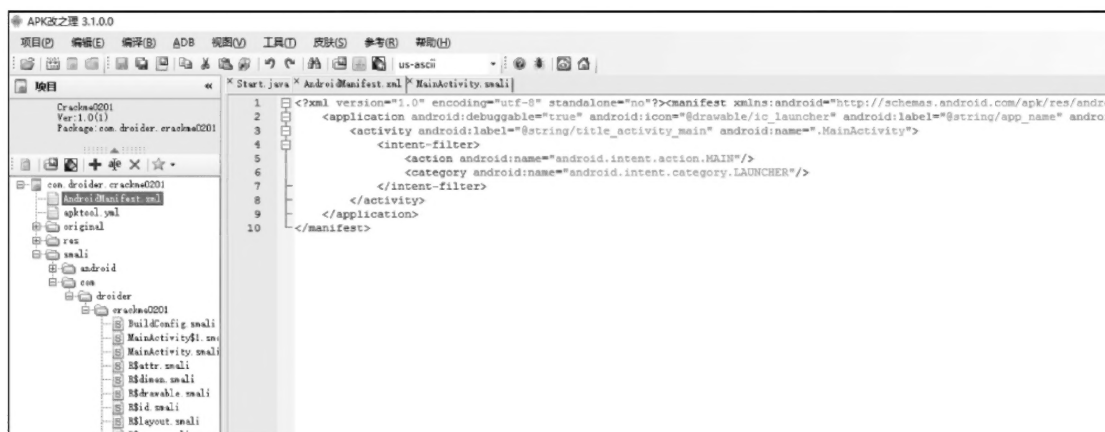 APK改之理 3.1.0.0
项目(P) 编辑(E) 编译(B) ADB 视图(V) 工具(T) 皮肤(S) 参考(R) 帮助(H)
us-ascii
项目 «
× Start.java × AndroidManifest.xml × MainActivity.smali
Crackme0201
Ver:1.0(1)
Package:com.droider.crackme0201
com.droider.crackme0201
AndroidManifest.xml
apktool.yml
original
res
smali
android
com
droider
crackme0201
BuildConfig.smali
MainActivity$1.sma
MainActivity.smali
R$attr.smali
R$dimen.smali
R$drawable.smali
R$id.smali
R$layout.smali
1 <?xml version="1.0" encoding="utf-8" standalone="no"?><manifest xmlns:android="http://schemas.android.com/apk/res/andro
2 <application android:debuggable="true" android:icon="@drawable/ic_launcher" android:label="@string/app_name" andro
3 <activity android:label="@string/title_activity_main" android:name=".MainActivity">
4 <intent-filter>
5 <action android:name="android.intent.action.MAIN"/>
6 <category android:name="android.intent.category.LAUNCHER"/>
7 </intent-filter>
8 </activity>
9 </application>
10 </manifest>